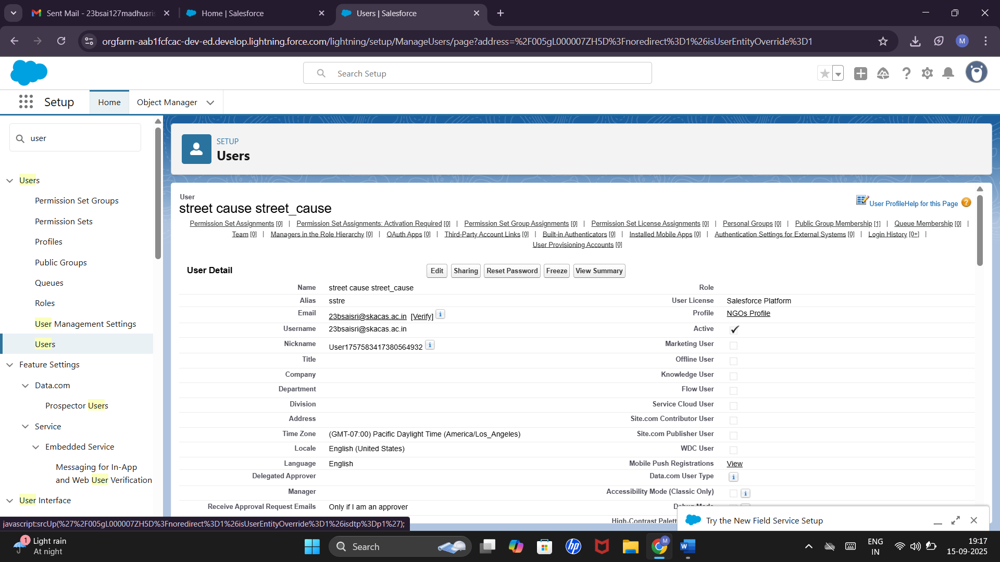 Sent Mail - 23bsai127madhusris
Home | Salesforce
Users | Salesforce
orgfarm-aab1fcfcac-dev-ed.develop.lightning.force.com/lightning/setup/ManageUsers/page?address=%2F005gL000007ZH5D%3Fnoredirect%3D1%26isUserEntityOverride%3D1
M
Search Setup
Setup
Home
Object Manager
user
Users
Permission Set Groups
Permission Sets
Profiles
Public Groups
Queues
Roles
User Management Settings
Users
Feature Settings
Data.com
Prospector Users
Service
Embedded Service
Messaging for In-App
and Web User Verification
User Interface
SETUP
Users
User
street cause street_cause
User Profile Help for this Page ?
Permission Set Assignments [0] | Permission Set Assignments: Activation Required [0] | Permission Set Group Assignments [0] | Permission Set License Assignments [0] | Personal Groups [0] | Public Group Membership [1] | Queue Membership [0] |
Team [0] | Managers in the Role Hierarchy [0] | OAuth Apps [0] | Third-Party Account Links [0] | Built-in Authenticators [0] | Installed Mobile Apps [0] | Authentication Settings for External Systems [0] | Login History [0+] |
User Provisioning Accounts [0]
User Detail
Edit Sharing Reset Password Freeze View Summary
Name street cause street_cause Role
Alias sstre User License Salesforce Platform
Email 23bsaisri@skacas.ac.in [Verify] i Profile NGOs Profile
Username 23bsaisri@skacas.ac.in Active
Nickname User1757583417380564932 i Marketing User
Title Offline User
Company Knowledge User
Department Flow User
Division Service Cloud User
Address Site.com Contributor User
Time Zone (GMT-07:00) Pacific Daylight Time (America/Los_Angeles) Site.com Publisher User
Locale English (United States) WDC User
Language English Mobile Push Registrations View
Delegated Approver Data.com User Type i
Manager Accessibility Mode (Classic Only) i
Receive Approval Request Emails Only if I am an approver Debug Mode
High-Contrast Palett
Try the New Field Service Setup
javascript:srcUp(%27%2F005gL000007ZH5D%3Fnoredirect%3D1%26isUserEntityOverride%3D1%26isdtp%3Dp1%27);
1
Light rain
At night
Search
hp
M
W
ENG
IN
19:17
15-09-2025